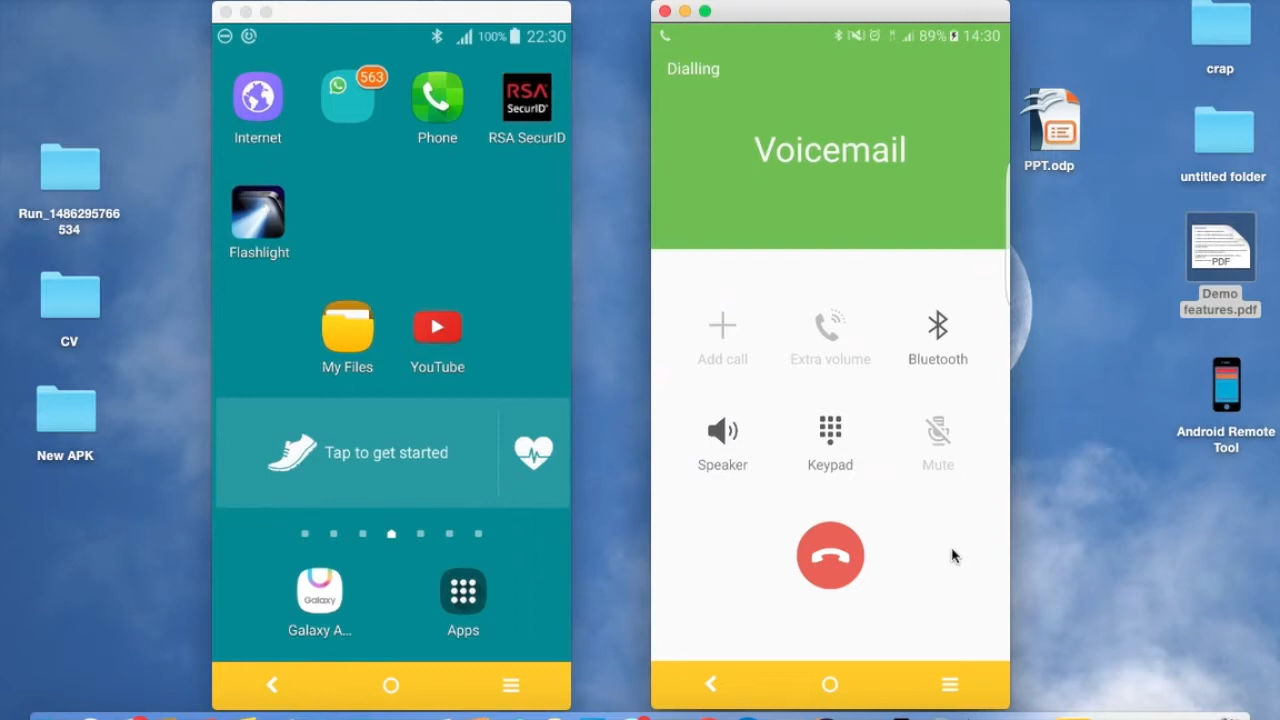 Run_1486295766
534
CV
New APK
100% 22:30
563
Internet
Phone
RSA
SecurID
RSA SecurID
Flashlight
My Files
YouTube
Tap to get started
Galaxy
Galaxy A...
Apps
89% 14:30
Dialling
Voicemail
Add call
Extra volume
Bluetooth
Speaker
Keypad
Mute
PPT.odp
crap
untitled folder
PDF
Demo
features.pdf
Android Remote
Tool